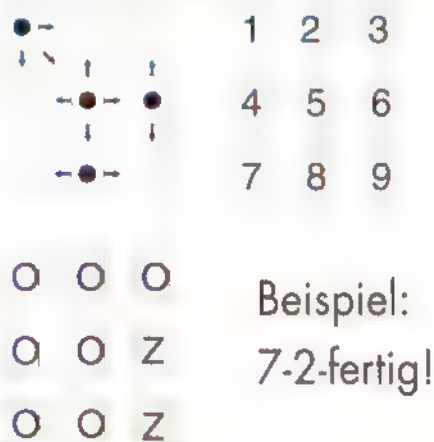 1 2 3
4 5 6
7 8 9
O O O
O O Z
O O Z
Beispiel:
7-2-fertig!